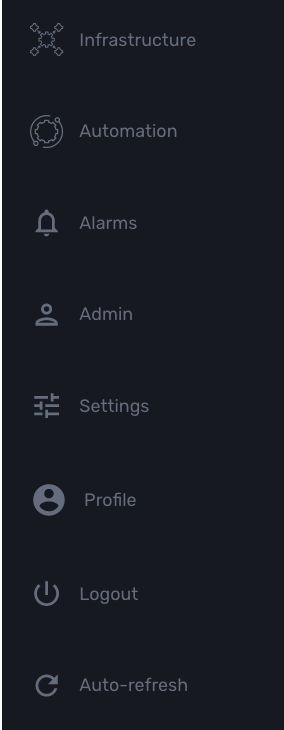 Infrastructure
Automation
Alarms
Admin
Settings
Profile
Logout
Auto-refresh